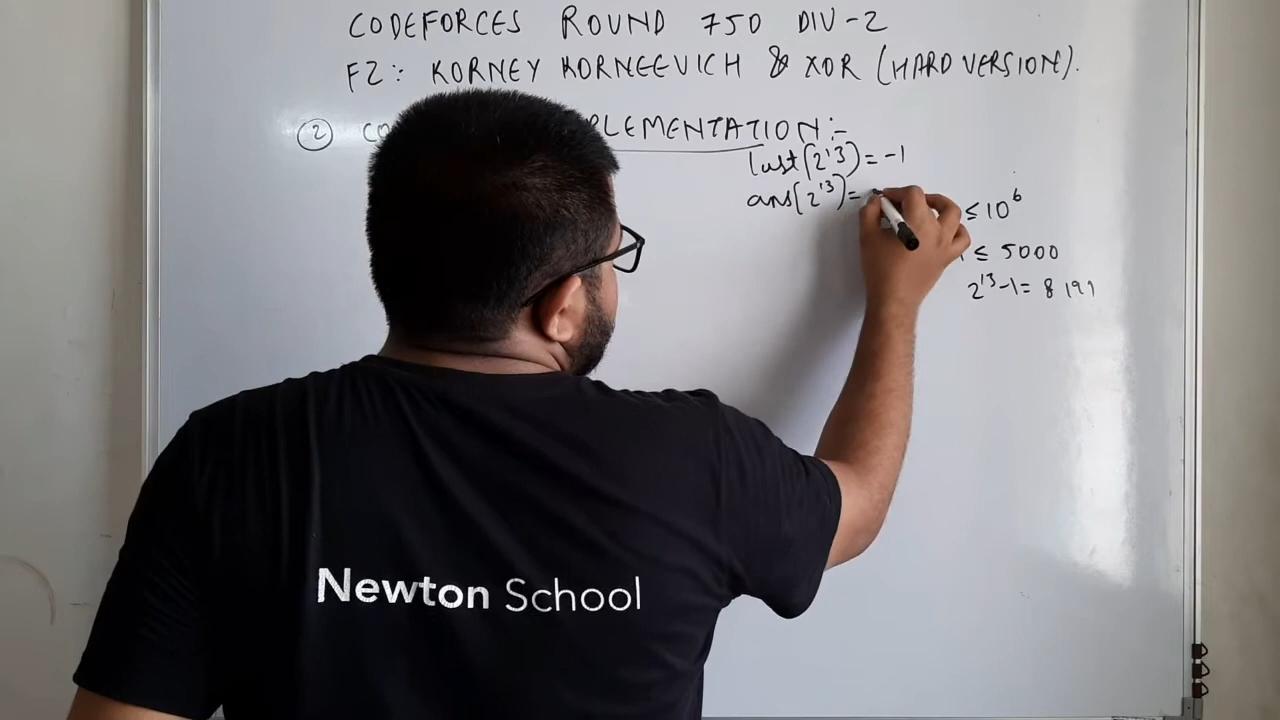 CODEFORCES ROUND 750 DIV-2
F2:- KORNEY KORNEEVICH & XOR (HARD VERSION).
② CO PLEMENTATION:-
last(2^13) = -1
ans(2^13) =
≤ 10^6
≤ 5000
2^13-1 = 8191
Newton School